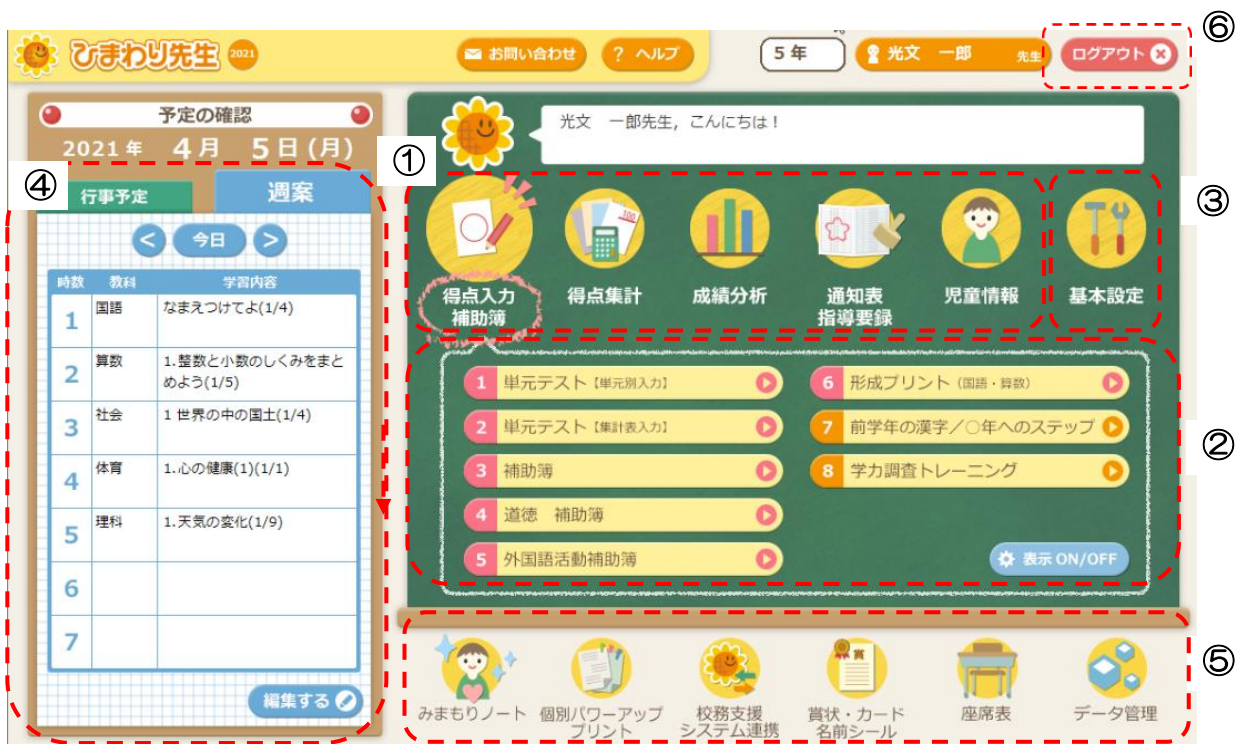 ひまわり先生 2021
お問い合わせ
? ヘルプ
5年
光文 一郎 先生
ログアウト
⑥
予定の確認
2021年 4月 5日(月)
④
行事予定
週案
< 今日 >
時数 教科 学習内容
1 国語 なまえつけてよ(1/4)
2 算数 1.整数と小数のしくみをまと
めよう(1/5)
3 社会 1 世界の中の国土(1/4)
4 体育 1.心の健康(1)(1/1)
5 理科 1.天気の変化(1/9)
6
7
編集する
光文 一郎先生, こんにちは!
①
100
得点入力
補助簿
得点集計
成績分析
通知表
指導要録
児童情報
③
基本設定
②
1 単元テスト【単元別入力】
2 単元テスト【集計表入力】
3 補助簿
4 道徳 補助簿
5 外国語活動補助簿
6 形成プリント(国語・算数)
7 前学年の漢字/○年へのステップ
8 学力調査トレーニング
表示 ON/OFF
⑤
みまもりノート
個別パワーアップ
プリント
校務支援
システム連携
賞
賞状・カード
名前シール
座席表
データ管理